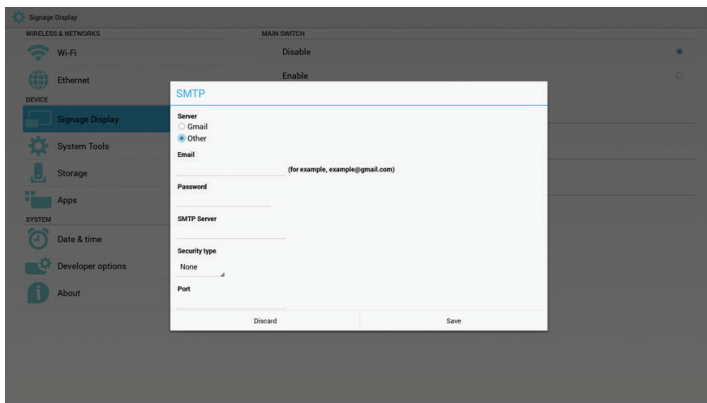 Signage Display
WIRELESS & NETWORKS
Wi-Fi
Ethernet
DEVICE
Signage Display
System Tools
Storage
Apps
SYSTEM
Date & time
Developer options
About
MAIN SWITCH
Disable
Enable
SMTP
Server
Gmail
Other
Email
(for example, example@gmail.com)
Password
SMTP Server
Security type
None
Port
Discard Save